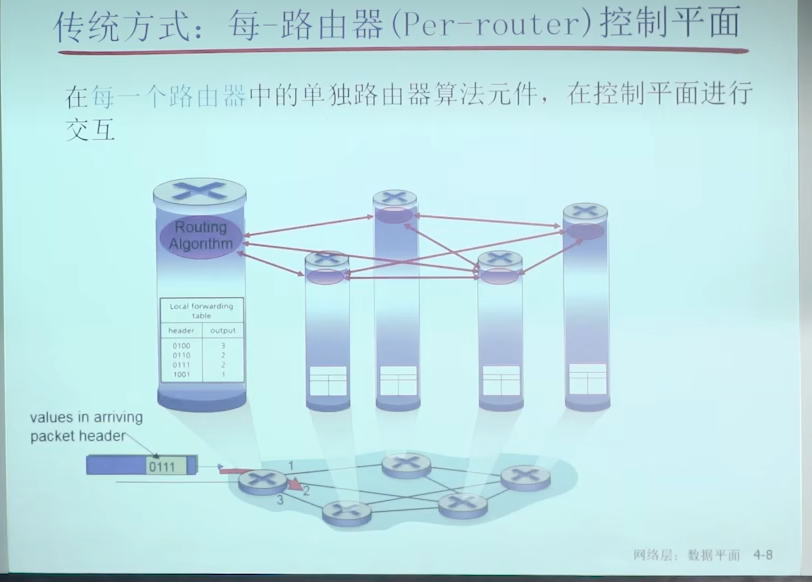 传统方式：每-路由器(Per-router)控制平面
在每一个路由器中的单独路由器算法元件，在控制平面进行
交互
Routing
Algorithm
Local forwarding
table
header output
0100 3
0110 2
0111 2
1001 1
values in arriving
packet header
0111
1
2
3
网络层：数据平面 4-8